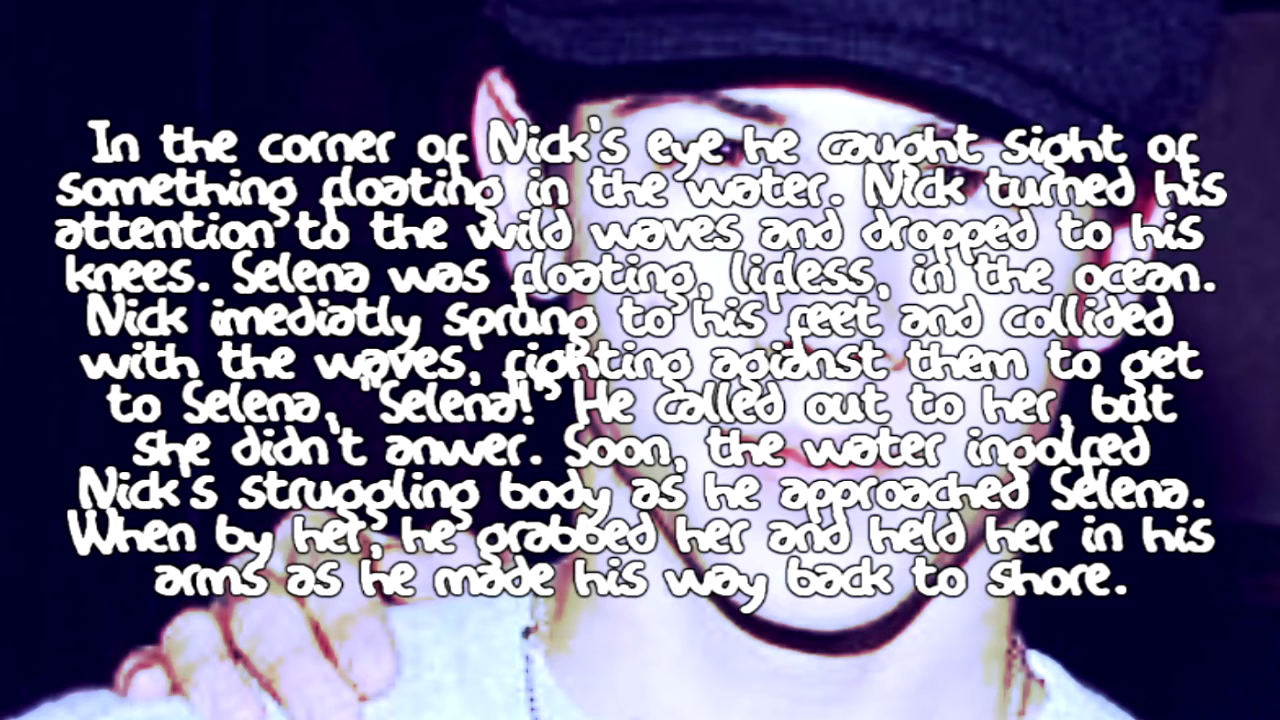 In the corner of Nick's eye he caught sight of
something floating in the water. Nick turned his
attention to the wild waves and dropped to his
knees. Selena was floating, lifless, in the ocean.
Nick imediatly sprang to his feet and collided
with the waves, fighting agianst them to get
to Selena, "Selena!" He called out to her, but
she didn't anwer. Soon, the water ingolfed
Nick's struggling body as he approached Selena.
When by her, he grabbed her and held her in his
arms as he made his way back to shore.